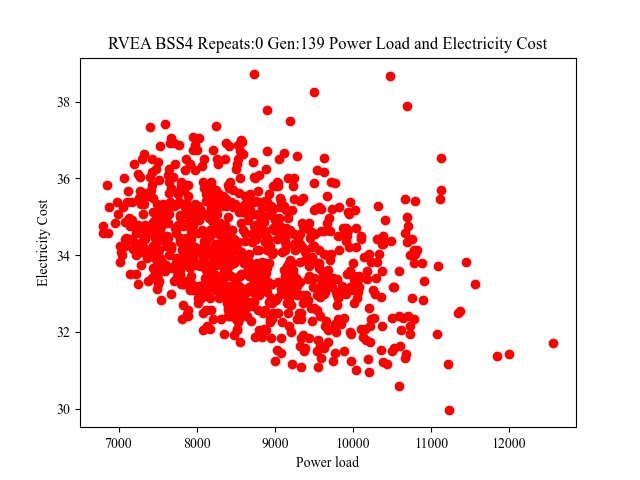 RVEA BSS4 Repeats:0 Gen:139 Power Load and Electricity Cost
38
36
34
32
30
Electricity Cost
7000 8000 9000 10000 11000 12000
Power load